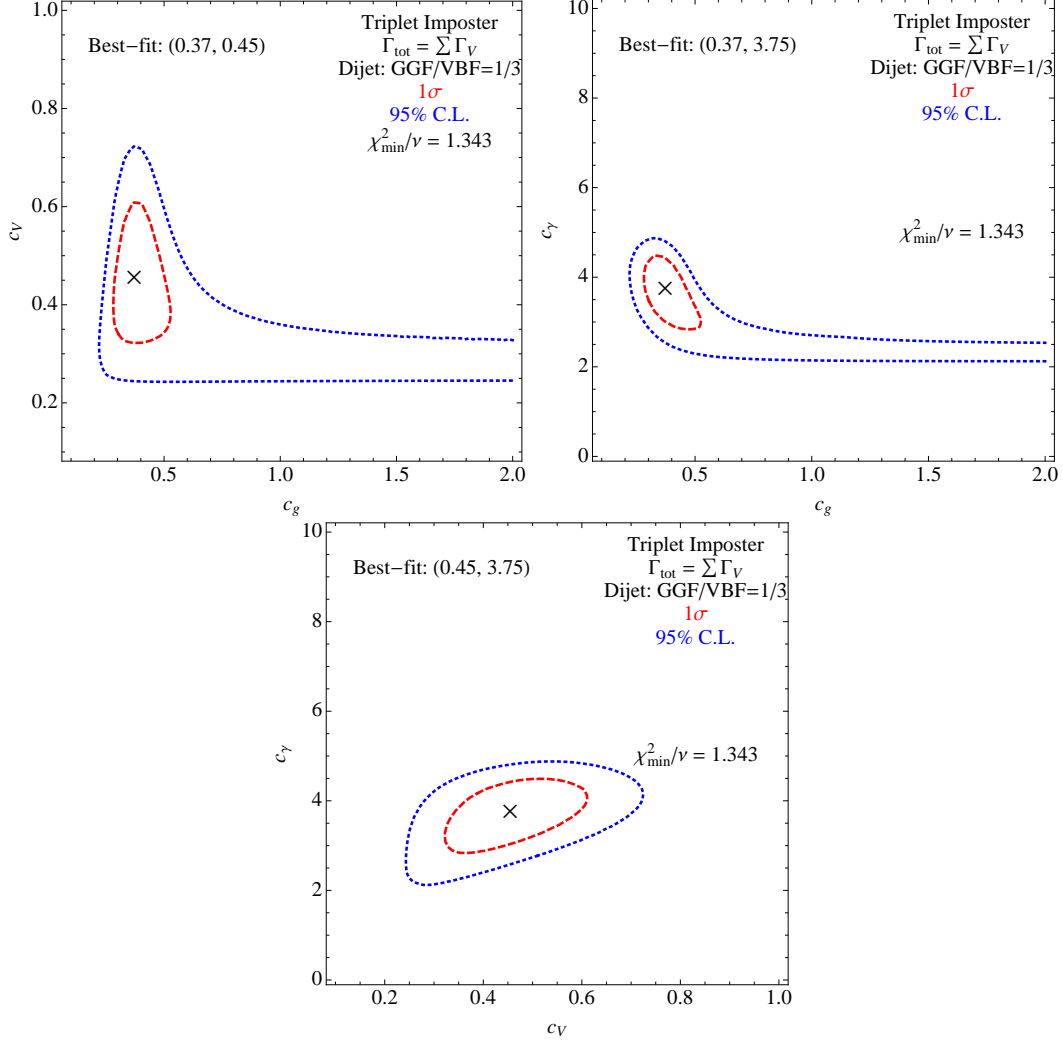 Triplet Imposter
Best−fit: (0.37, 0.45)
Γtot = ∑ ΓV
Dijet: GGF/VBF=1/3
1σ
95% C.L.
χ²min/ν = 1.343
1.0
0.8
0.6
0.4
0.2
cV
0.5
1.0
1.5
2.0
cg
Triplet Imposter
Best−fit: (0.37, 3.75)
Γtot = ∑ ΓV
Dijet: GGF/VBF=1/3
1σ
95% C.L.
χ²min/ν = 1.343
10
8
6
4
2
0
cγ
0.5
1.0
1.5
2.0
cg
Triplet Imposter
Best−fit: (0.45, 3.75)
Γtot = ∑ ΓV
Dijet: GGF/VBF=1/3
1σ
95% C.L.
χ²min/ν = 1.343
10
8
6
4
2
0
cγ
0.2
0.4
0.6
0.8
1.0
cV